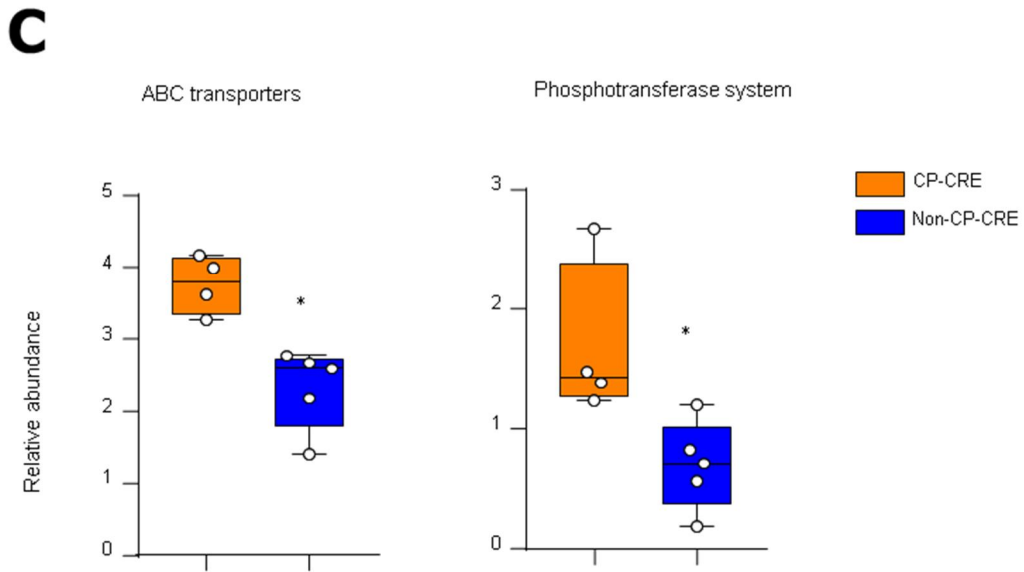 C
ABC transporters
Phosphotransferase system
CP-CRE
Non-CP-CRE
Relative abundance
5
4
3
2
1
0
*
3
2
1
0
*